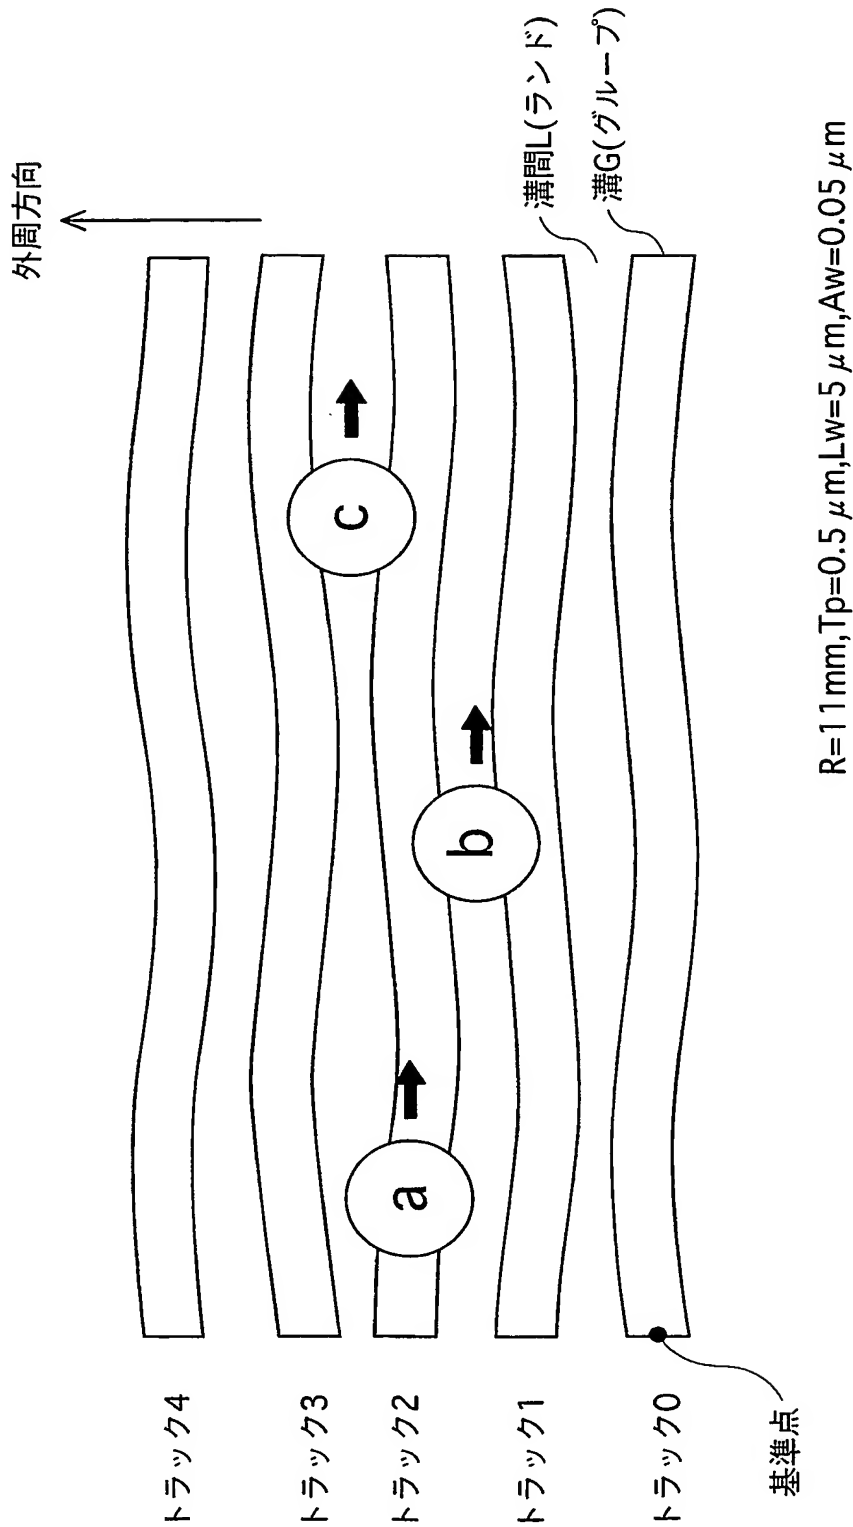 外周方向
溝間L(ランド)
溝G(グルーブ)
トラック4
トラック3
トラック2
トラック1
トラック0
a
b
c
基準点
R=11mm,Tp=0.5μm,Lw=5μm,Aw=0.05μm